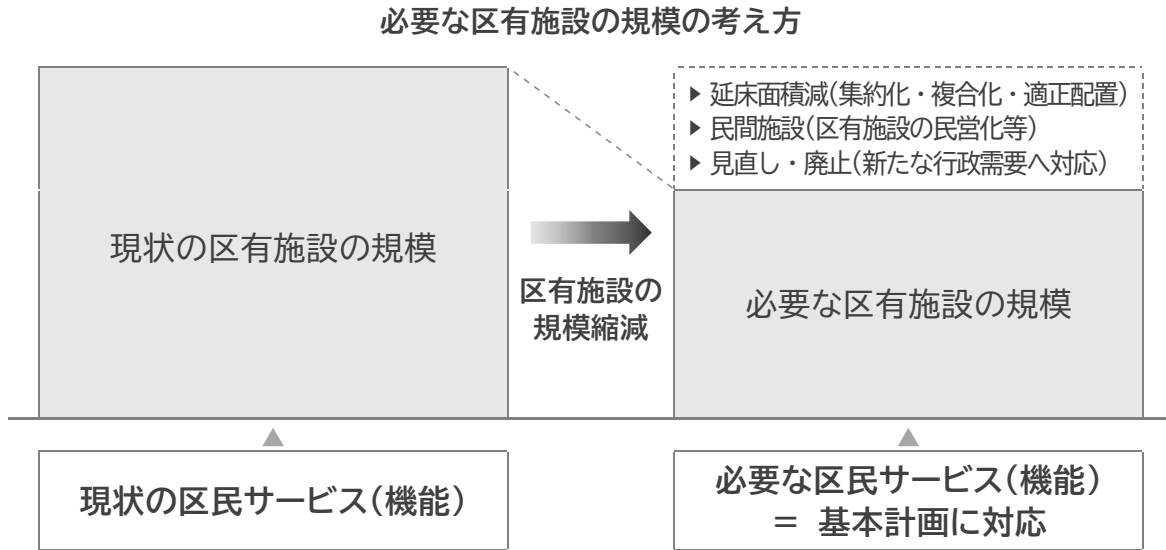 必要な区有施設の規模の考え方
現状の区有施設の規模
区有施設の
規模縮減
▶ 延床面積減(集約化・複合化・適正配置)
▶ 民間施設(区有施設の民営化等)
▶ 見直し・廃止(新たな行政需要へ対応)
必要な区有施設の規模
現状の区民サービス(機能)
必要な区民サービス(機能)
= 基本計画に対応